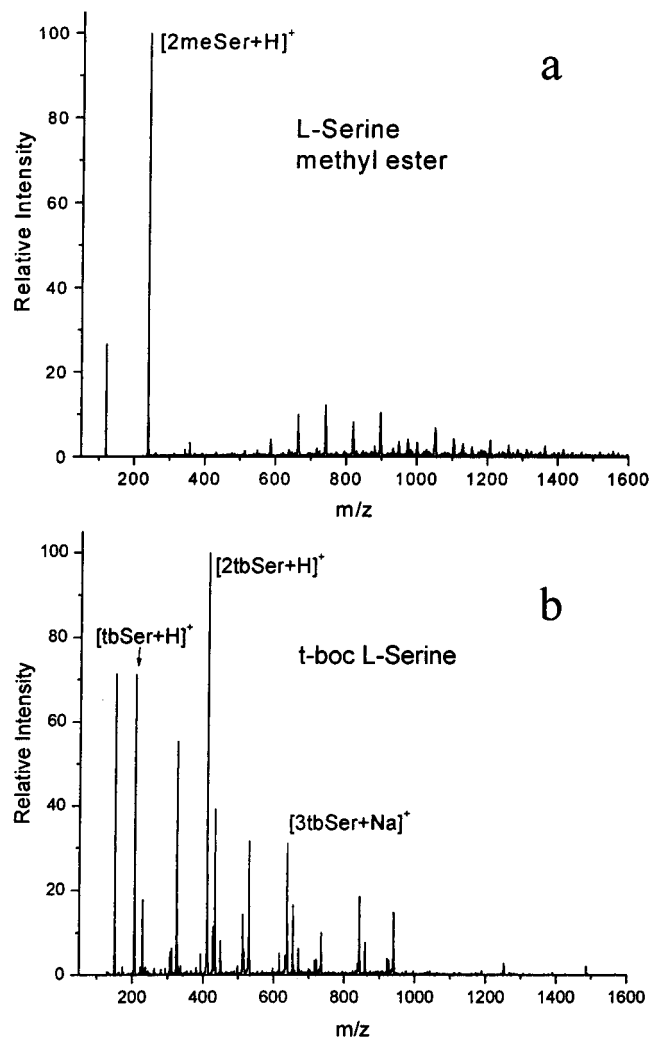 a
[2meSer+H]+
L-Serine
methyl ester
Relative Intensity
100
80
60
40
20
0
200 400 600 800 1000 1200 1400 1600
m/z
b
[2tbSer+H]+
[tbSer+H]+
t-boc L-Serine
[3tbSer+Na]+
Relative Intensity
100
80
60
40
20
0
200 400 600 800 1000 1200 1400 1600
m/z